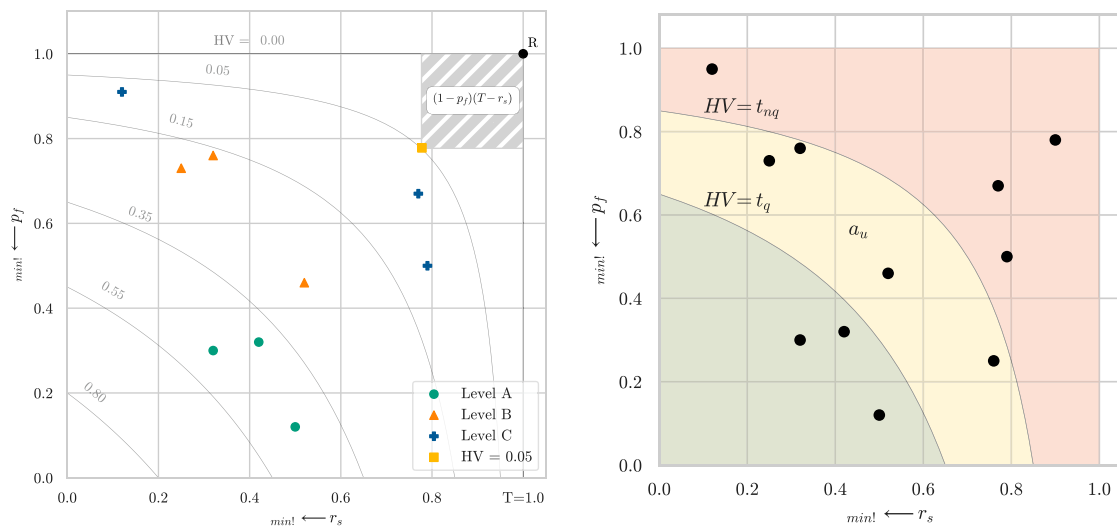 HV = 0.00
R
1.0
0.05
(1−p_f)(T−r_s)
0.15
0.8
0.6
0.35
0.4
0.55
0.2
0.80
0.0
Level A
Level B
Level C
HV = 0.05
0.0 0.2 0.4 0.6 0.8 T=1.0
min! ⟵ r_s
min! ⟵ p_f
1.0
HV = t_nq
0.8
HV = t_q
0.6
a_u
0.4
0.2
0.0
0.0 0.2 0.4 0.6 0.8 1.0
min! ⟵ r_s
min! ⟵ p_f